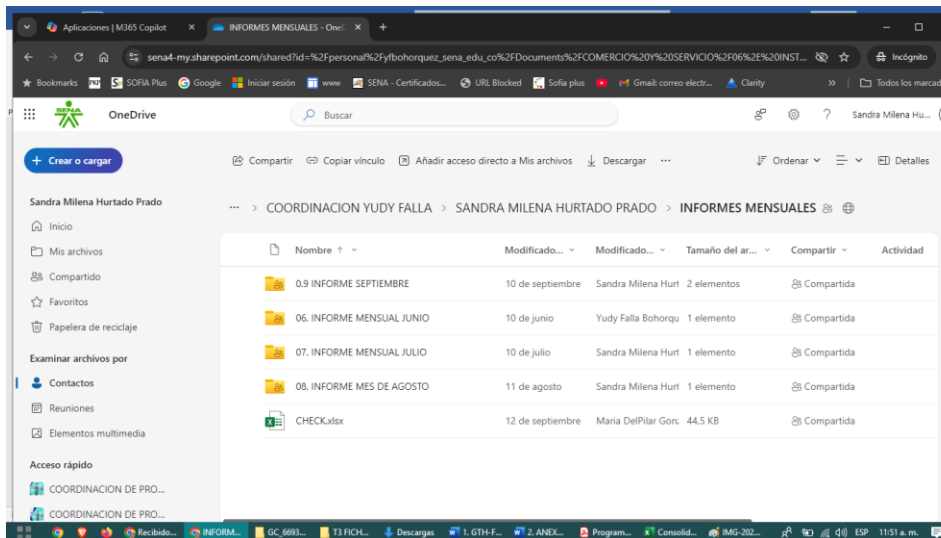 Aplicaciones | M365 Copilot
INFORMES MENSUALES - OneD
sena4-my.sharepoint.com/shared?id=%2Fpersonal%2Fyfbohorquez_sena_edu_co%2FDocuments%2FCOMERCIO%20Y%20SERVICIO%2F06%2E%20INST...
Incógnito
Bookmarks SOFIA Plus Google Iniciar sesión www SENA - Certificados... URL Blocked Sofia plus Gmail: correo electr... Clarity » Todos los marcad
SENA OneDrive Buscar ? Sandra Milena Hu...
+ Crear o cargar
Compartir Copiar vínculo Añadir acceso directo a Mis archivos Descargar ... Ordenar Detalles
Sandra Milena Hurtado Prado
Inicio
Mis archivos
Compartido
Favoritos
Papelera de reciclaje
Examinar archivos por
Contactos
Reuniones
Elementos multimedia
Acceso rápido
COORDINACION DE PRO...
COORDINACION DE PRO...
... > COORDINACION YUDY FALLA > SANDRA MILENA HURTADO PRADO > INFORMES MENSUALES
Nombre ↑ Modificado... Modificado... Tamaño del ar... Compartir Actividad
0.9 INFORME SEPTIEMBRE 10 de septiembre Sandra Milena Hurt 2 elementos Compartida
06. INFORME MENSUAL JUNIO 10 de junio Yudy Falla Bohorqu 1 elemento Compartida
07. INFORME MENSUAL JULIO 10 de julio Sandra Milena Hurt 1 elemento Compartida
08. INFORME MES DE AGOSTO 11 de agosto Sandra Milena Hurt 1 elemento Compartida
CHECK.xlsx 12 de septiembre Maria DelPilar Gonz 44,5 KB Compartida
Recibido... INFORM... GC_6693... T3 FICH... Descargas 1. GTH-F... 2. ANEX... Program... Consolid... IMG-202... ESP 11:51 a. m.